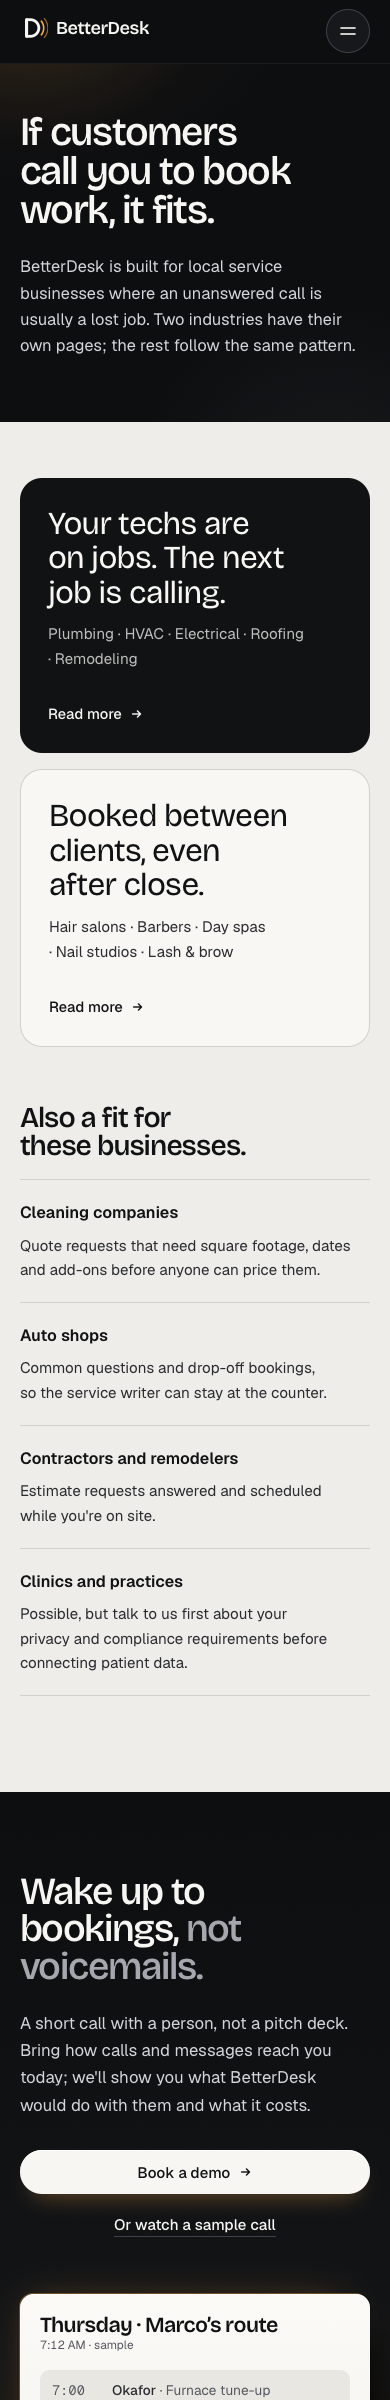 BetterDesk
If customers
call you to book
work, it fits.
BetterDesk is built for local service
businesses where an unanswered call is
usually a lost job. Two industries have their
own pages; the rest follow the same pattern.
Your techs are
on jobs. The next
job is calling.
Plumbing · HVAC · Electrical · Roofing
· Remodeling
Read more →
Booked between
clients, even
after close.
Hair salons · Barbers · Day spas
· Nail studios · Lash & brow
Read more →
Also a fit for
these businesses.
Cleaning companies
Quote requests that need square footage, dates
and add-ons before anyone can price them.
Auto shops
Common questions and drop-off bookings,
so the service writer can stay at the counter.
Contractors and remodelers
Estimate requests answered and scheduled
while you're on site.
Clinics and practices
Possible, but talk to us first about your
privacy and compliance requirements before
connecting patient data.
Wake up to
bookings, not
voicemails.
A short call with a person, not a pitch deck.
Bring how calls and messages reach you
today; we'll show you what BetterDesk
would do with them and what it costs.
Book a demo →
Or watch a sample call
Thursday · Marco’s route
7:12 AM · sample
7:00 Okafor · Furnace tune-up